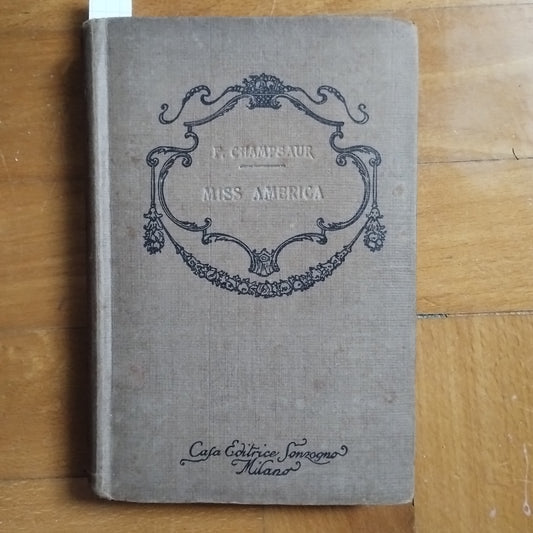 F. CHAMPSAUR
MISS AMERICA
Casa Editrice Sonzogno
Milano